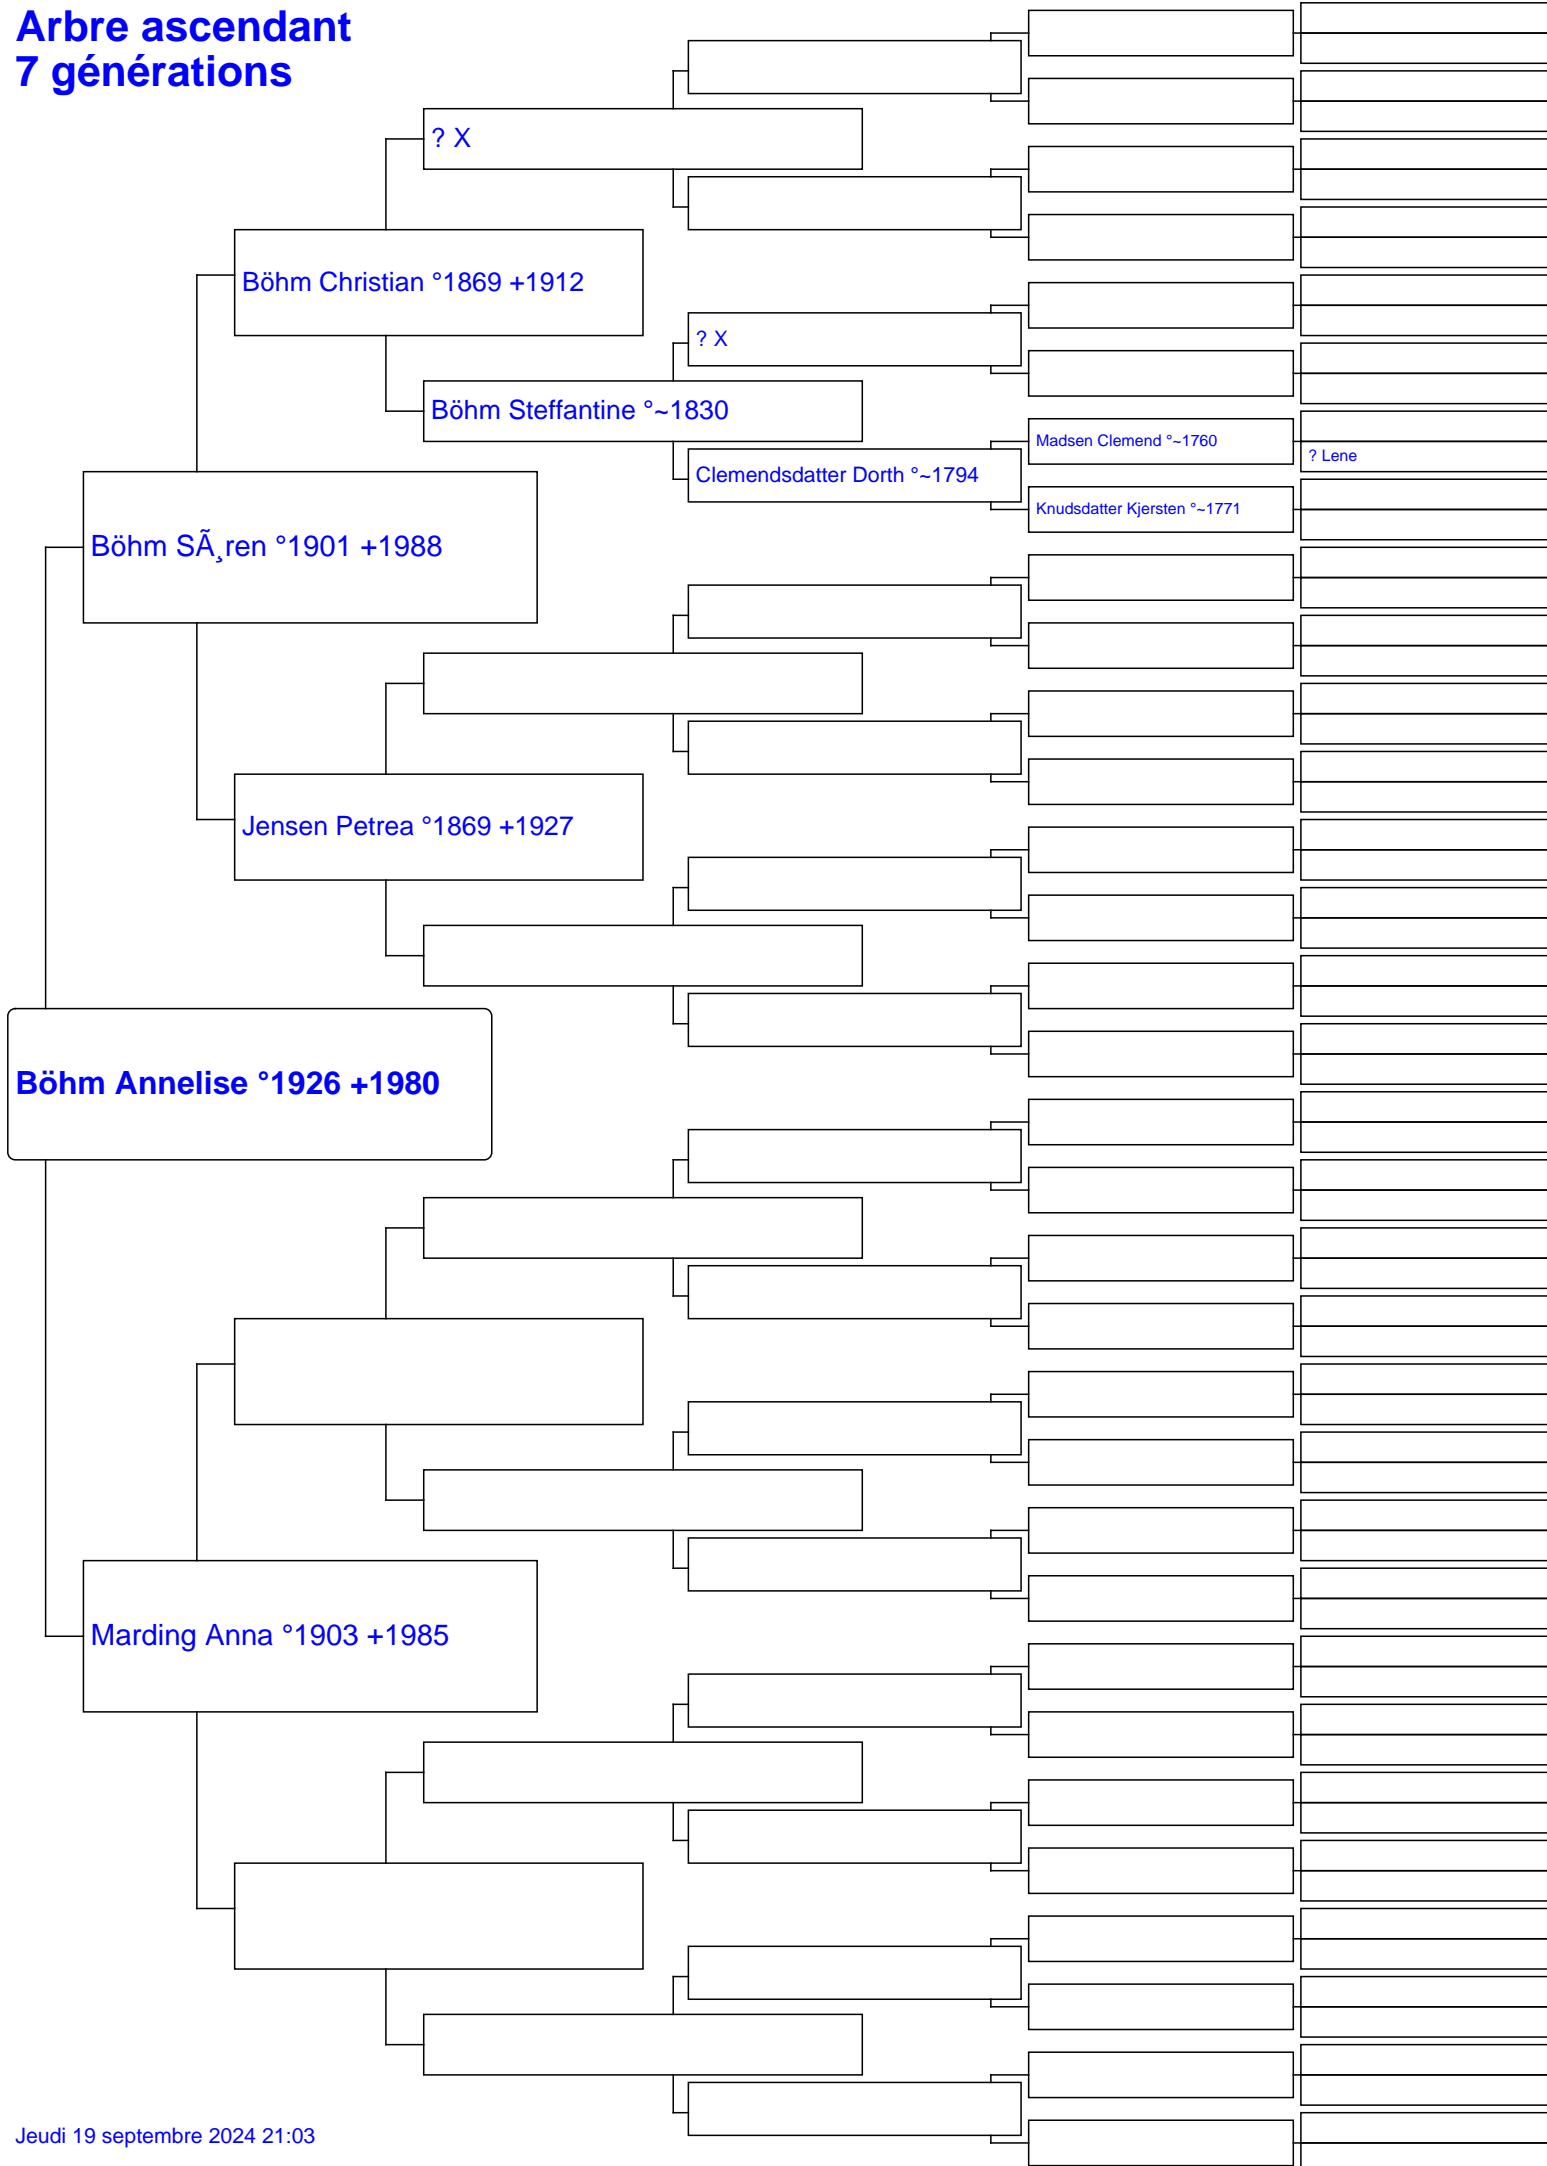 Arbre ascendant
7 générations
? X
Böhm Christian °1869 +1912
? X
Böhm Steffantine °~1830
Madsen Clemend °~1760
? Lene
Clemendsdatter Dorth °~1794
Knudsdatter Kjersten °~1771
Böhm SÃ¸ren °1901 +1988
Jensen Petrea °1869 +1927
Böhm Annelise °1926 +1980
Marding Anna °1903 +1985
Jeudi 19 septembre 2024 21:03